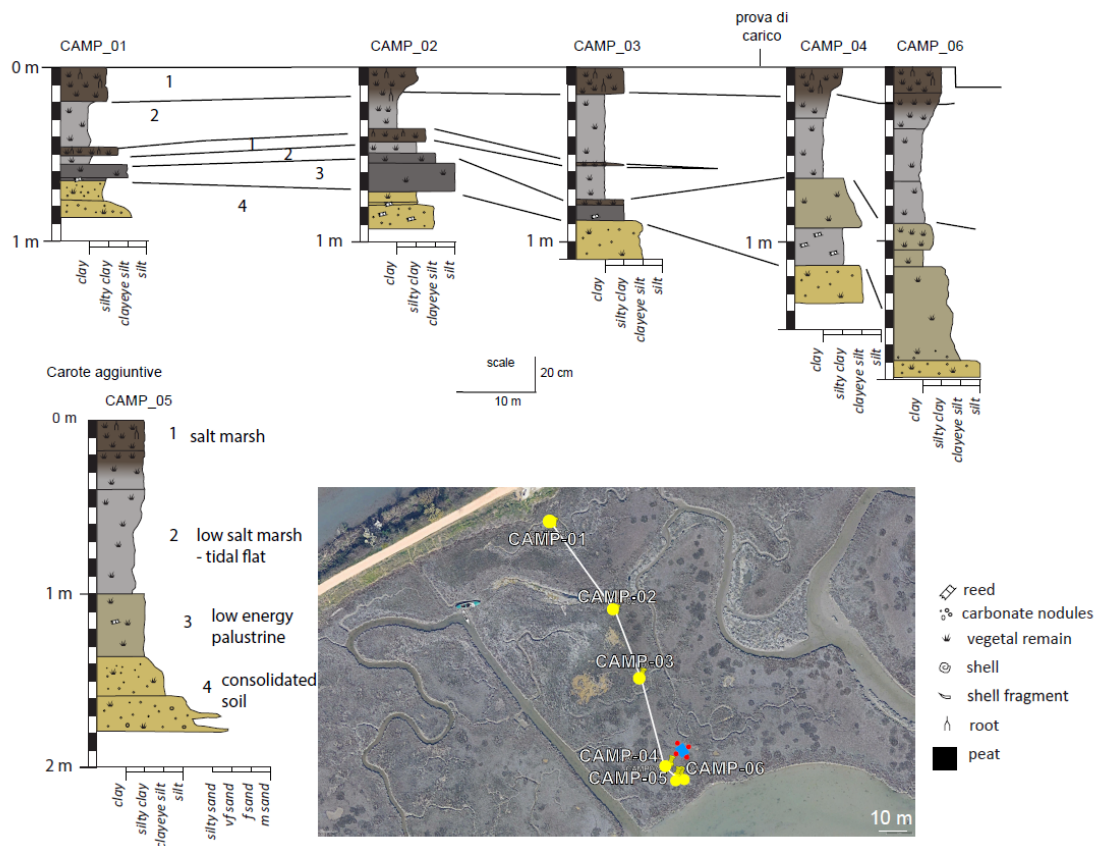 prova di
carico
CAMP_01
CAMP_02
CAMP_03
CAMP_04
CAMP_06
0 m
1
2
1
2
3
4
1 m
1 m
1 m
1 m
clay
silty clay
clayeye silt
silt
clay
silty clay
clayeye silt
silt
clay
silty clay
clayeye silt
silt
clay
silty clay
clayeye silt
silt
clay
silty clay
clayeye silt
silt
scale
20 cm
10 m
Carote aggiuntive
CAMP_05
0 m
1 salt marsh
2 low salt marsh
- tidal flat
1 m
3 low energy
palustrine
4 consolidated
soil
2 m
clay
silty clay
clayeye silt
silt
silty sand
vf sand
f sand
m sand
CAMP-01
CAMP-02
CAMP-03
CAMP-04
CAMP-05
CAMP-06
10 m
reed
carbonate nodules
vegetal remain
shell
shell fragment
root
peat